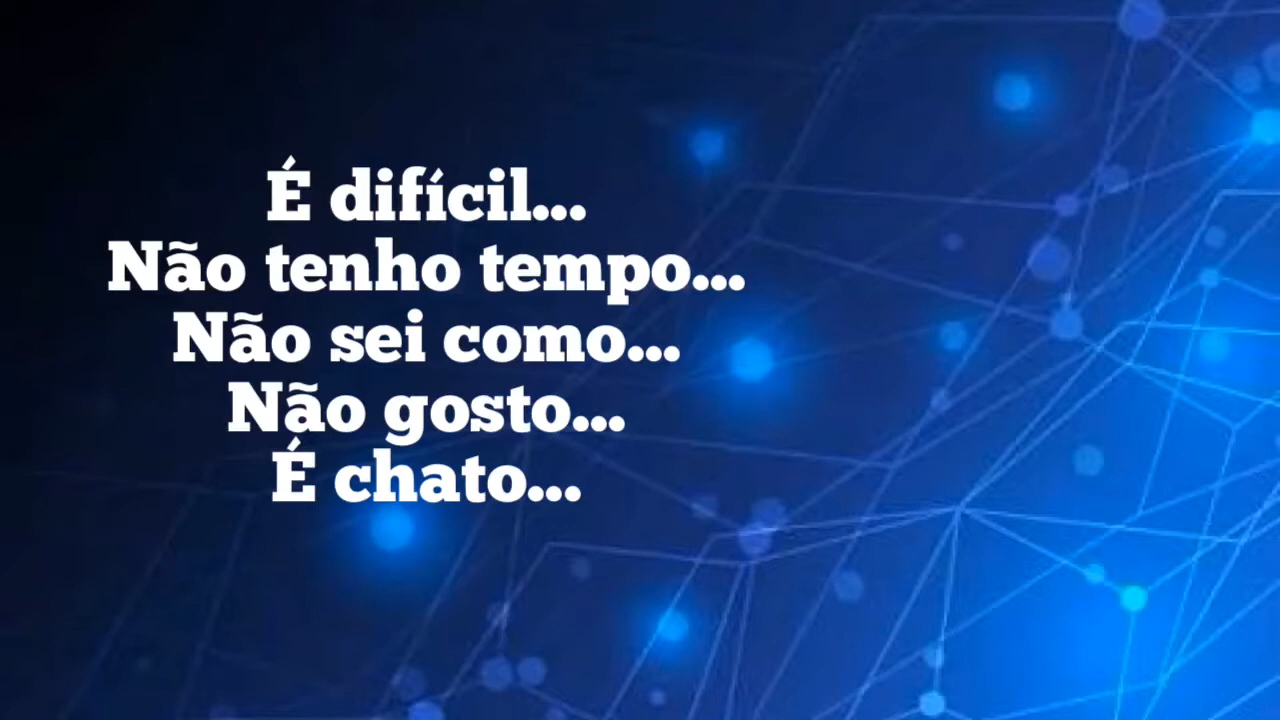 É difícil...
Não tenho tempo...
Não sei como...
Não gosto...
É chato...